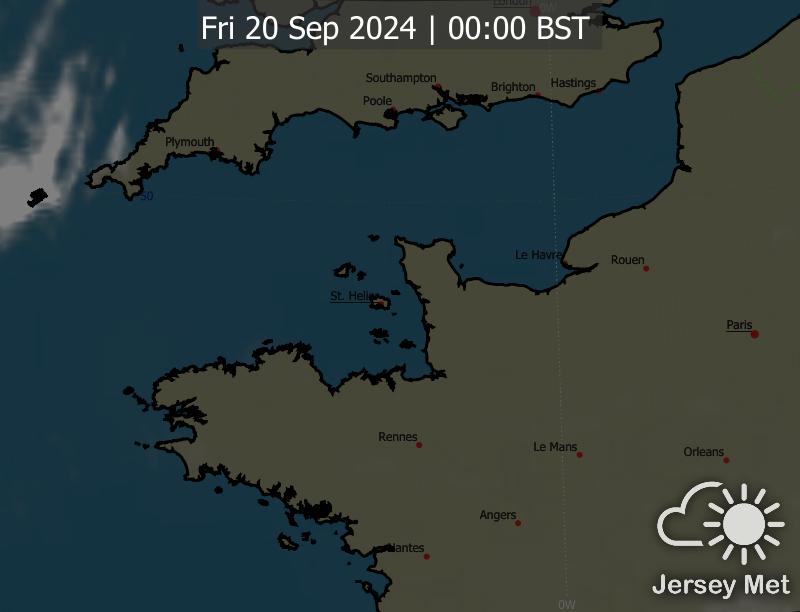 London
0W
Fri 20 Sep 2024 | 00:00 BST
Southampton
Brighton
Hastings
Poole
Plymouth
50
Le Havre
Rouen
St. Helier
Paris
Rennes
Le Mans
Orleans
Angers
Nantes
Jersey Met
0W